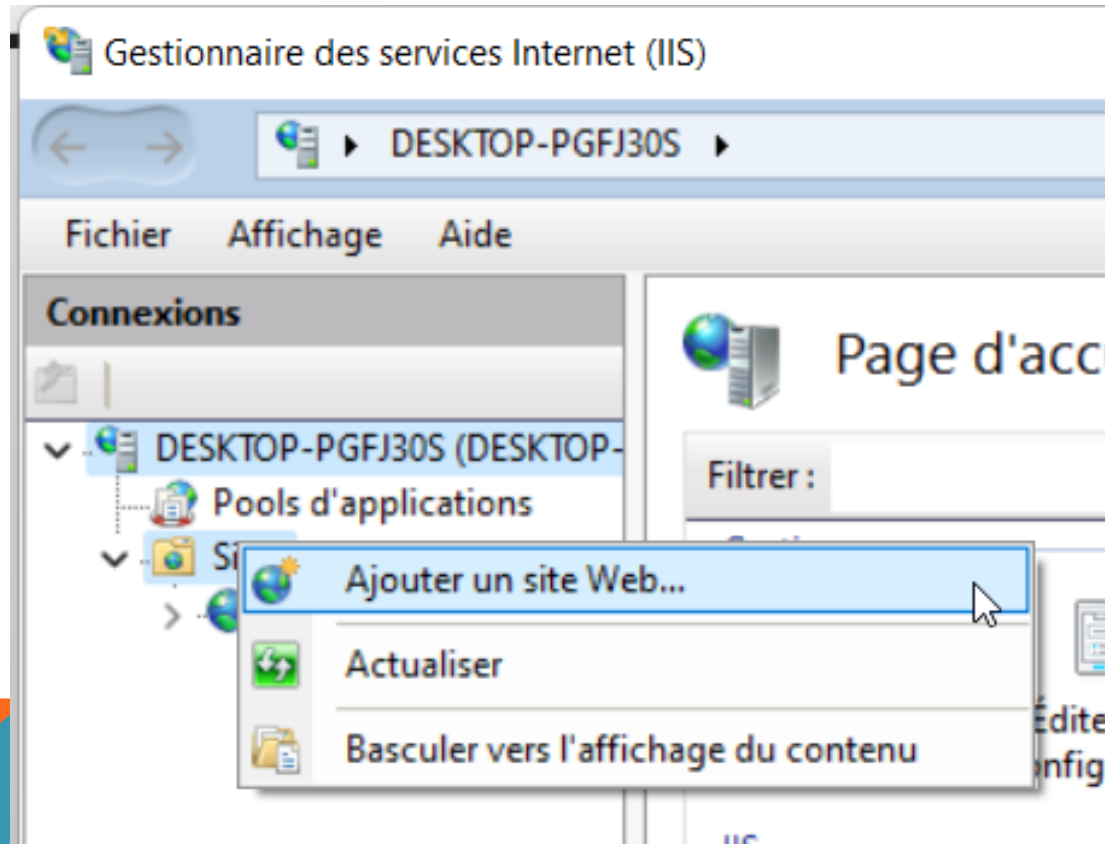 Gestionnaire des services Internet (IIS)
DESKTOP-PGFJ30S
Fichier Affichage Aide
Connexions
Page d'acc
DESKTOP-PGFJ30S (DESKTOP-
Filtrer :
Pools d'applications
Ajouter un site Web...
Actualiser
Édite
nfig
Basculer vers l'affichage du contenu